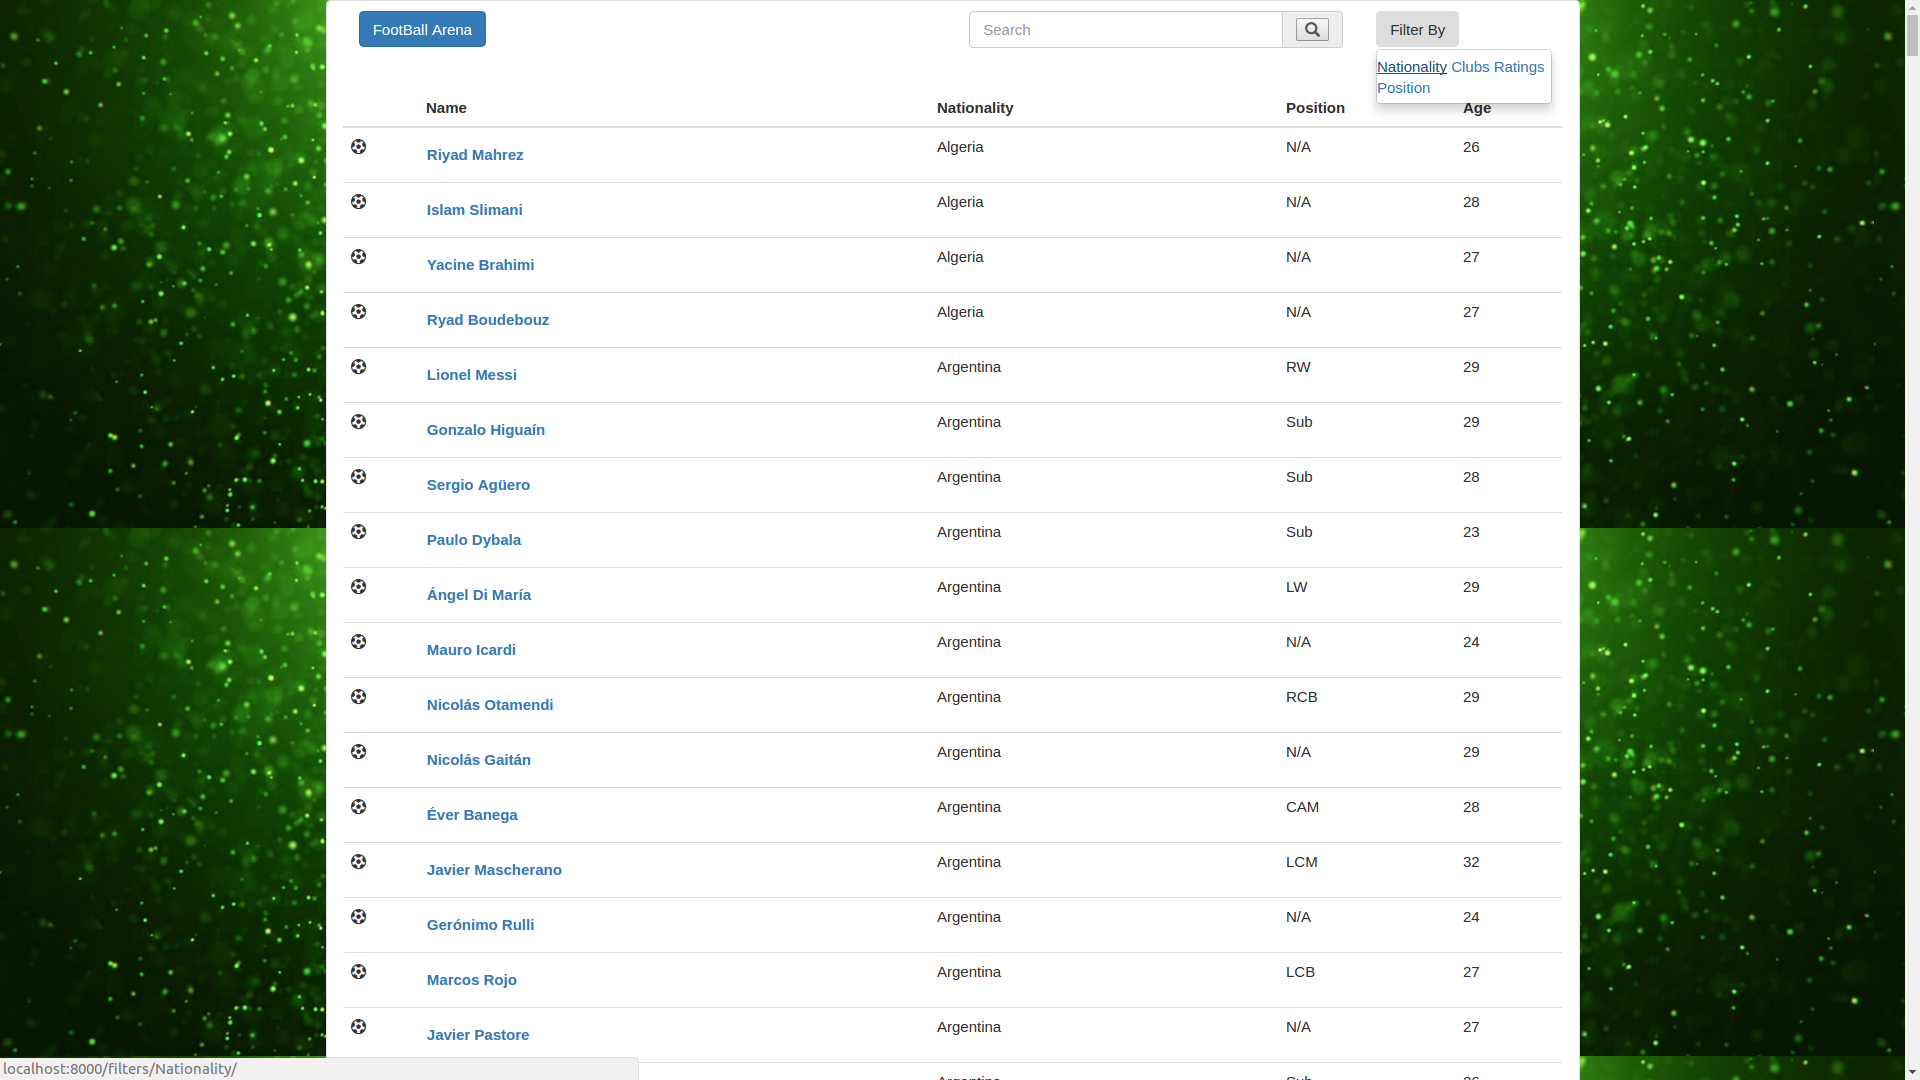 FootBall Arena Search Filter By
Nationality Clubs Ratings
Position
Name Nationality Position Age
Riyad Mahrez Algeria N/A 26
Islam Slimani Algeria N/A 28
Yacine Brahimi Algeria N/A 27
Ryad Boudebouz Algeria N/A 27
Lionel Messi Argentina RW 29
Gonzalo Higuaín Argentina Sub 29
Sergio Agüero Argentina Sub 28
Paulo Dybala Argentina Sub 23
Ángel Di María Argentina LW 29
Mauro Icardi Argentina N/A 24
Nicolás Otamendi Argentina RCB 29
Nicolás Gaitán Argentina N/A 29
Éver Banega Argentina CAM 28
Javier Mascherano Argentina LCM 32
Gerónimo Rulli Argentina N/A 24
Marcos Rojo Argentina LCB 27
Javier Pastore Argentina N/A 27
Argentina Sub 26
localhost:8000/filters/Nationality/